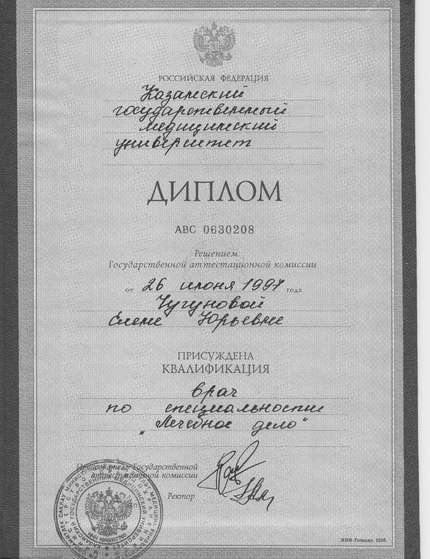 РОССИЙСКАЯ ФЕДЕРАЦИЯ
Казанский
государственный
медицинский
университет
ДИПЛОМ
АВС 0630208
Решением
Государственной аттестационной комиссии
от 26 июня 1997 года
Чугуновой
Елене Юрьевне
ПРИСУЖДЕНА
КВАЛИФИКАЦИЯ
врач
по специальности
„Лечебное дело"
Председатель Государственной
аттестационной комиссии
Ректор